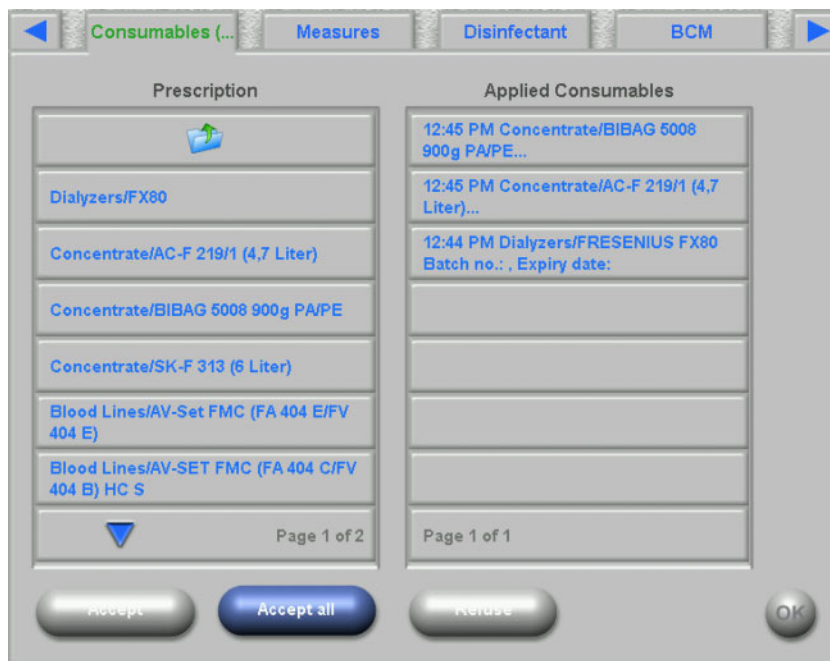 Consumables (...
Measures
Disinfectant
BCM
Prescription
Applied Consumables
Dialyzers/FX80
Concentrate/AC-F 219/1 (4,7 Liter)
Concentrate/BIBAG 5008 900g PA/PE
Concentrate/SK-F 313 (6 Liter)
Blood Lines/AV-Set FMC (FA 404 E/FV
404 E)
Blood Lines/AV-SET FMC (FA 404 C/FV
404 B) HC S
Page 1 of 2
12:45 PM Concentrate/BIBAG 5008
900g PA/PE...
12:45 PM Concentrate/AC-F 219/1 (4,7
Liter)...
12:44 PM Dialyzers/FRESENIUS FX80
Batch no.: , Expiry date:
Page 1 of 1
Accept
Accept all
Refuse
OK